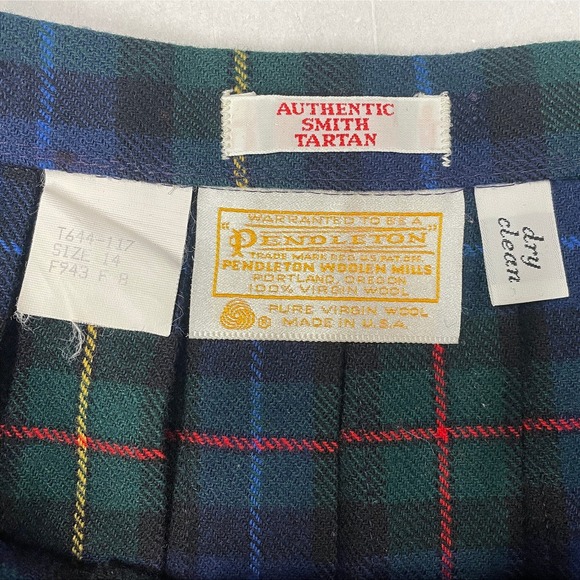 AUTHENTIC
SMITH
TARTAN
T644-117
SIZE 14
F943 F B
WARRANTED TO BE A
"PENDLETON"
TRADE MARK REG. U.S. PAT. OFF.
PENDLETON WOOLEN MILLS
PORTLAND, OREGON
100% VIRGIN WOOL
® PURE VIRGIN WOOL
MADE IN U.S.A.
dry
clean